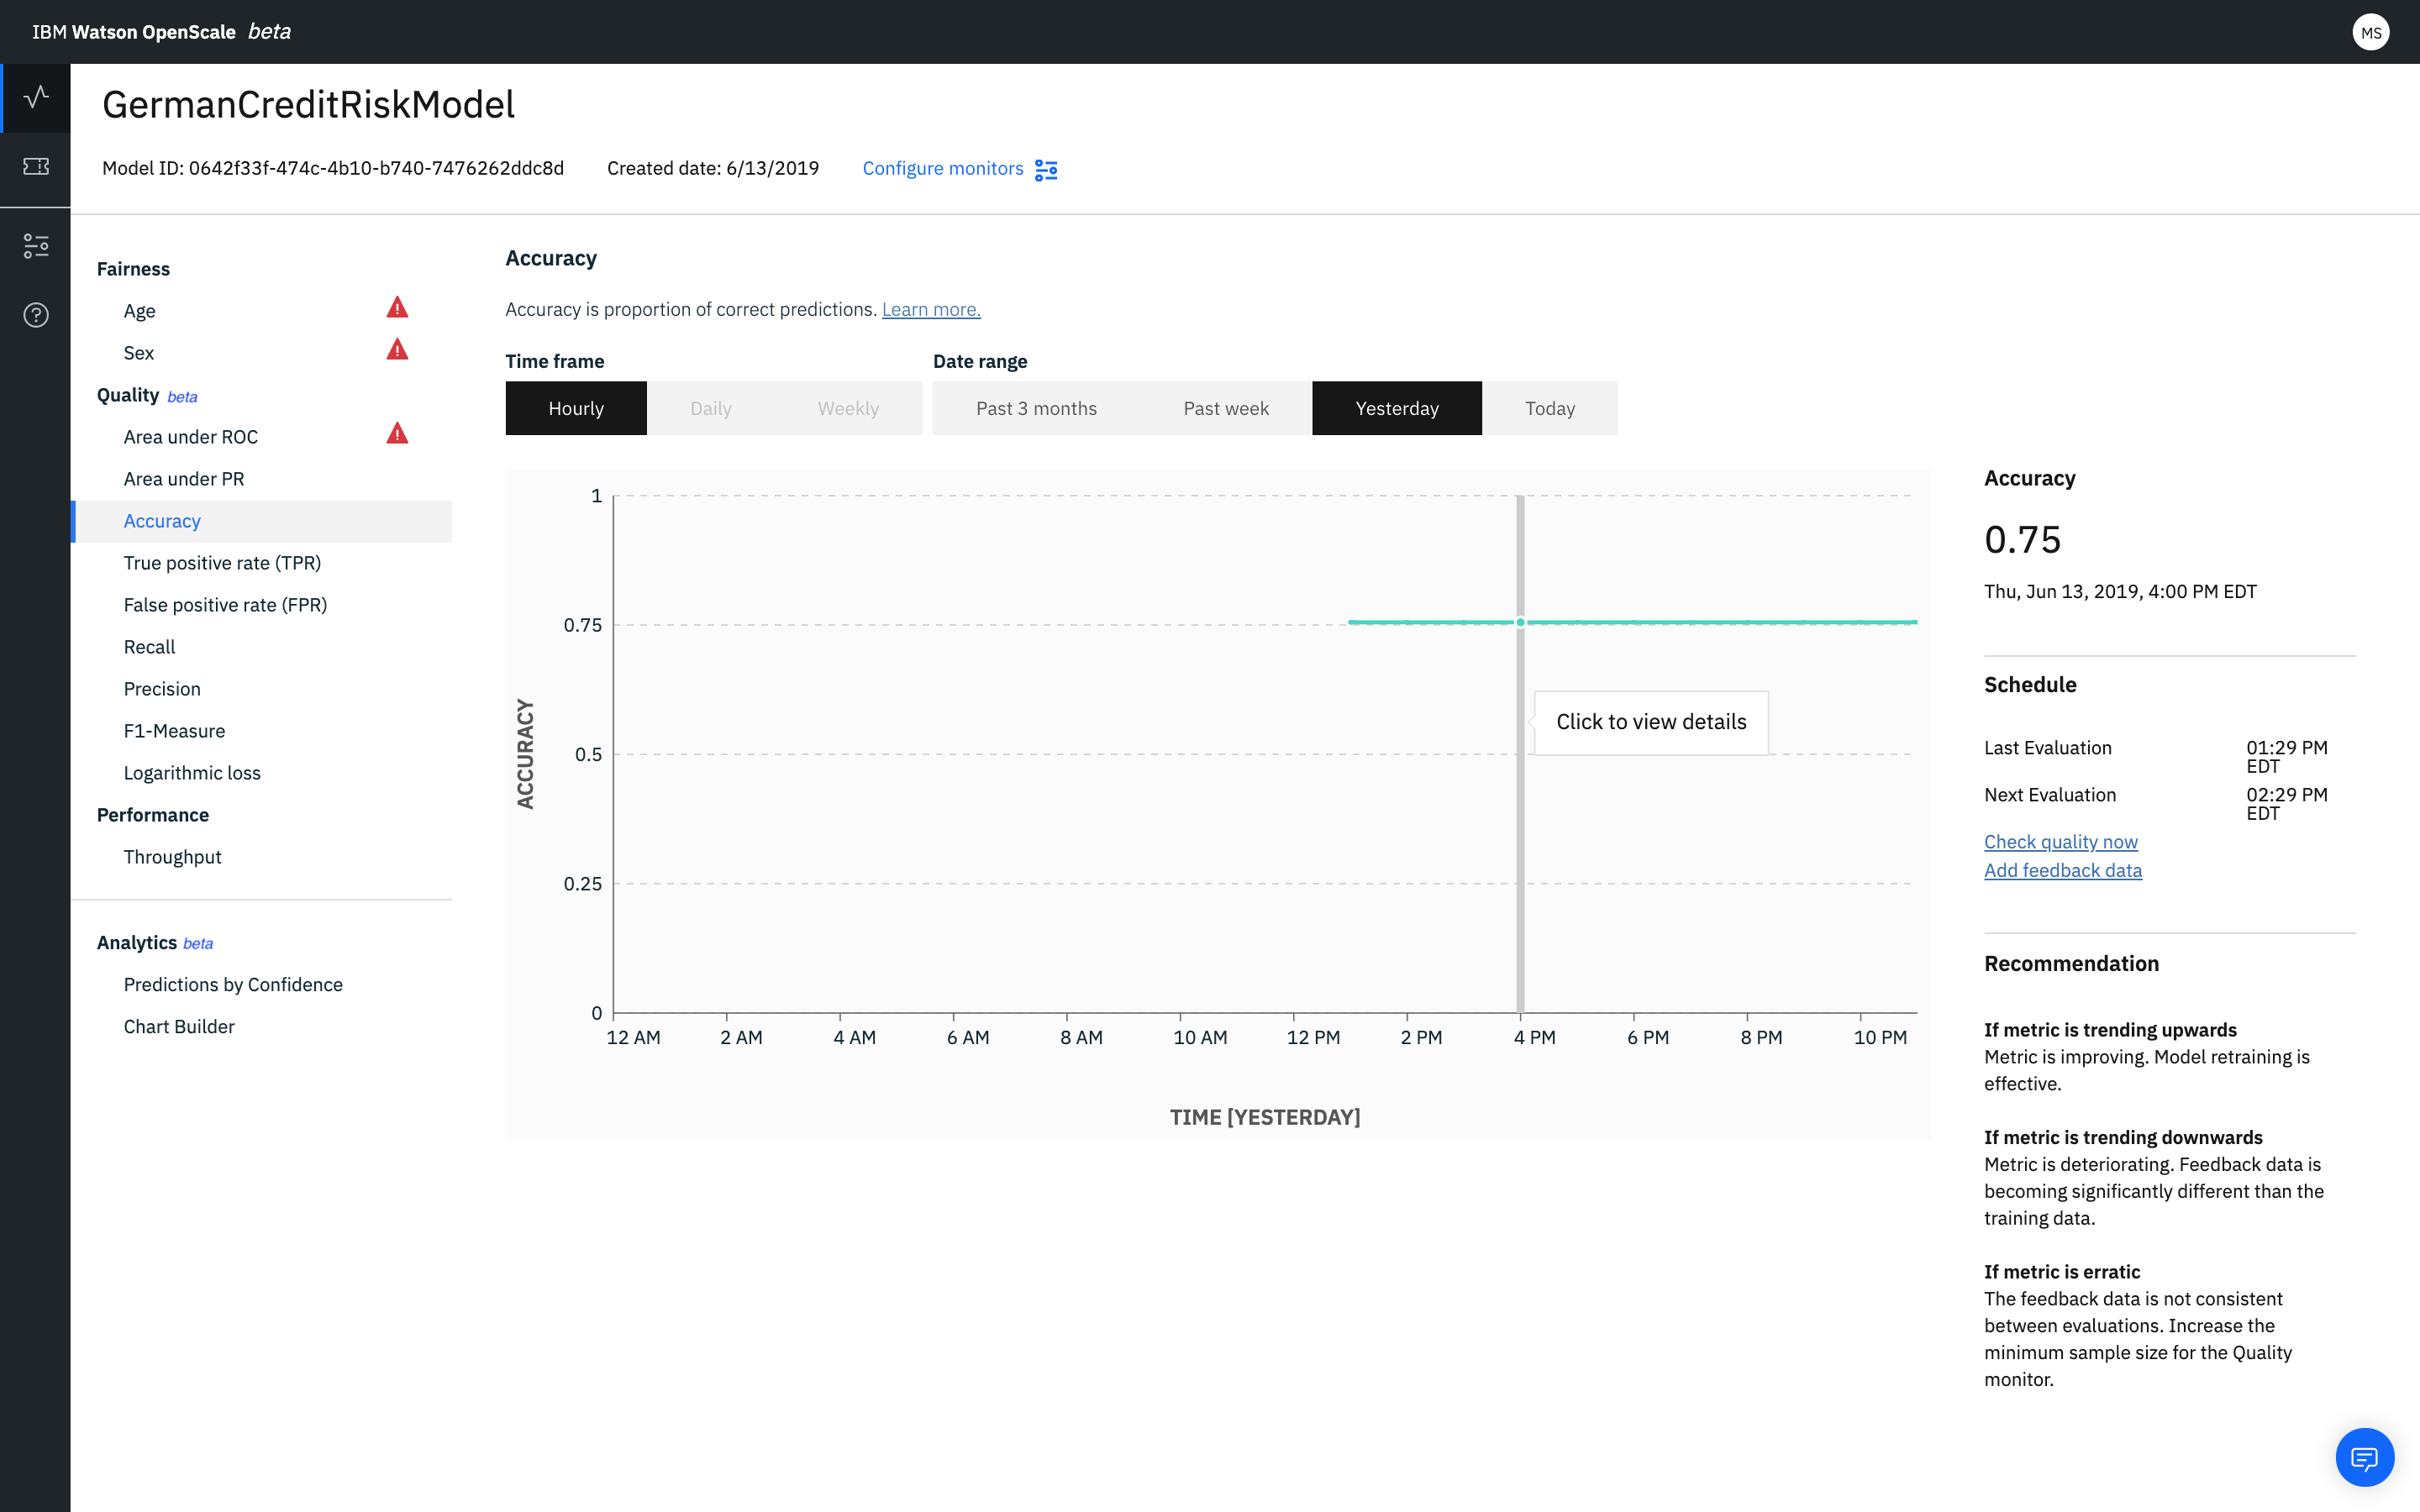 IBM Watson OpenScale beta
MS
GermanCreditRiskModel
Model ID: 0642f33f-474c-4b10-b740-7476262ddc8d Created date: 6/13/2019 Configure monitors
Fairness
Age
Sex
Quality beta
Area under ROC
Area under PR
Accuracy
True positive rate (TPR)
False positive rate (FPR)
Recall
Precision
F1-Measure
Logarithmic loss
Performance
Throughput
Analytics beta
Predictions by Confidence
Chart Builder
Accuracy
Accuracy is proportion of correct predictions. Learn more.
Time frame
Hourly Daily Weekly
Date range
Past 3 months Past week Yesterday Today
ACCURACY
1
0.75
0.5
0.25
0
Click to view details
12 AM 2 AM 4 AM 6 AM 8 AM 10 AM 12 PM 2 PM 4 PM 6 PM 8 PM 10 PM
TIME [YESTERDAY]
Accuracy
0.75
Thu, Jun 13, 2019, 4:00 PM EDT
Schedule
Last Evaluation 01:29 PM
EDT
Next Evaluation 02:29 PM
EDT
Check quality now
Add feedback data
Recommendation
If metric is trending upwards
Metric is improving. Model retraining is
effective.
If metric is trending downwards
Metric is deteriorating. Feedback data is
becoming significantly different than the
training data.
If metric is erratic
The feedback data is not consistent
between evaluations. Increase the
minimum sample size for the Quality
monitor.